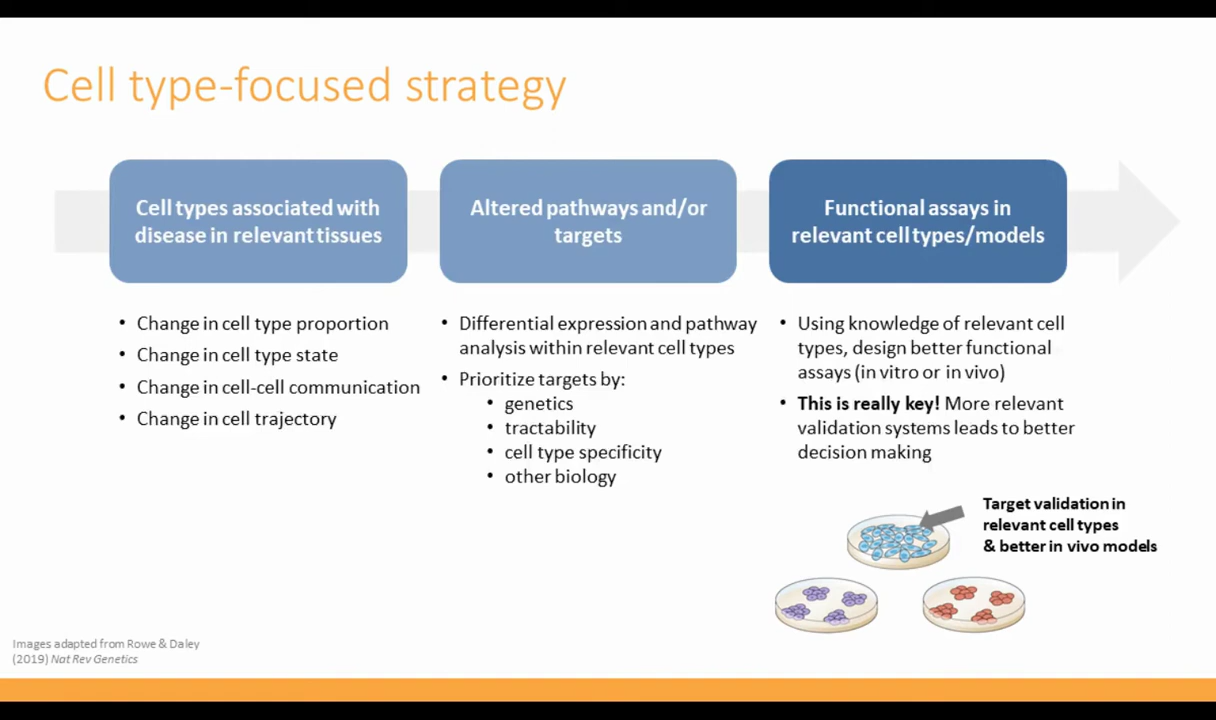 Cell type-focused strategy
Cell types associated with
disease in relevant tissues
Altered pathways and/or
targets
Functional assays in
relevant cell types/models
• Change in cell type proportion
• Change in cell type state
• Change in cell-cell communication
• Change in cell trajectory
• Differential expression and pathway
analysis within relevant cell types
• Prioritize targets by:
• genetics
• tractability
• cell type specificity
• other biology
• Using knowledge of relevant cell
types, design better functional
assays (in vitro or in vivo)
• This is really key! More relevant
validation systems leads to better
decision making
Target validation in
relevant cell types
& better in vivo models
Images adapted from Rowe & Daley
(2019) Nat Rev Genetics